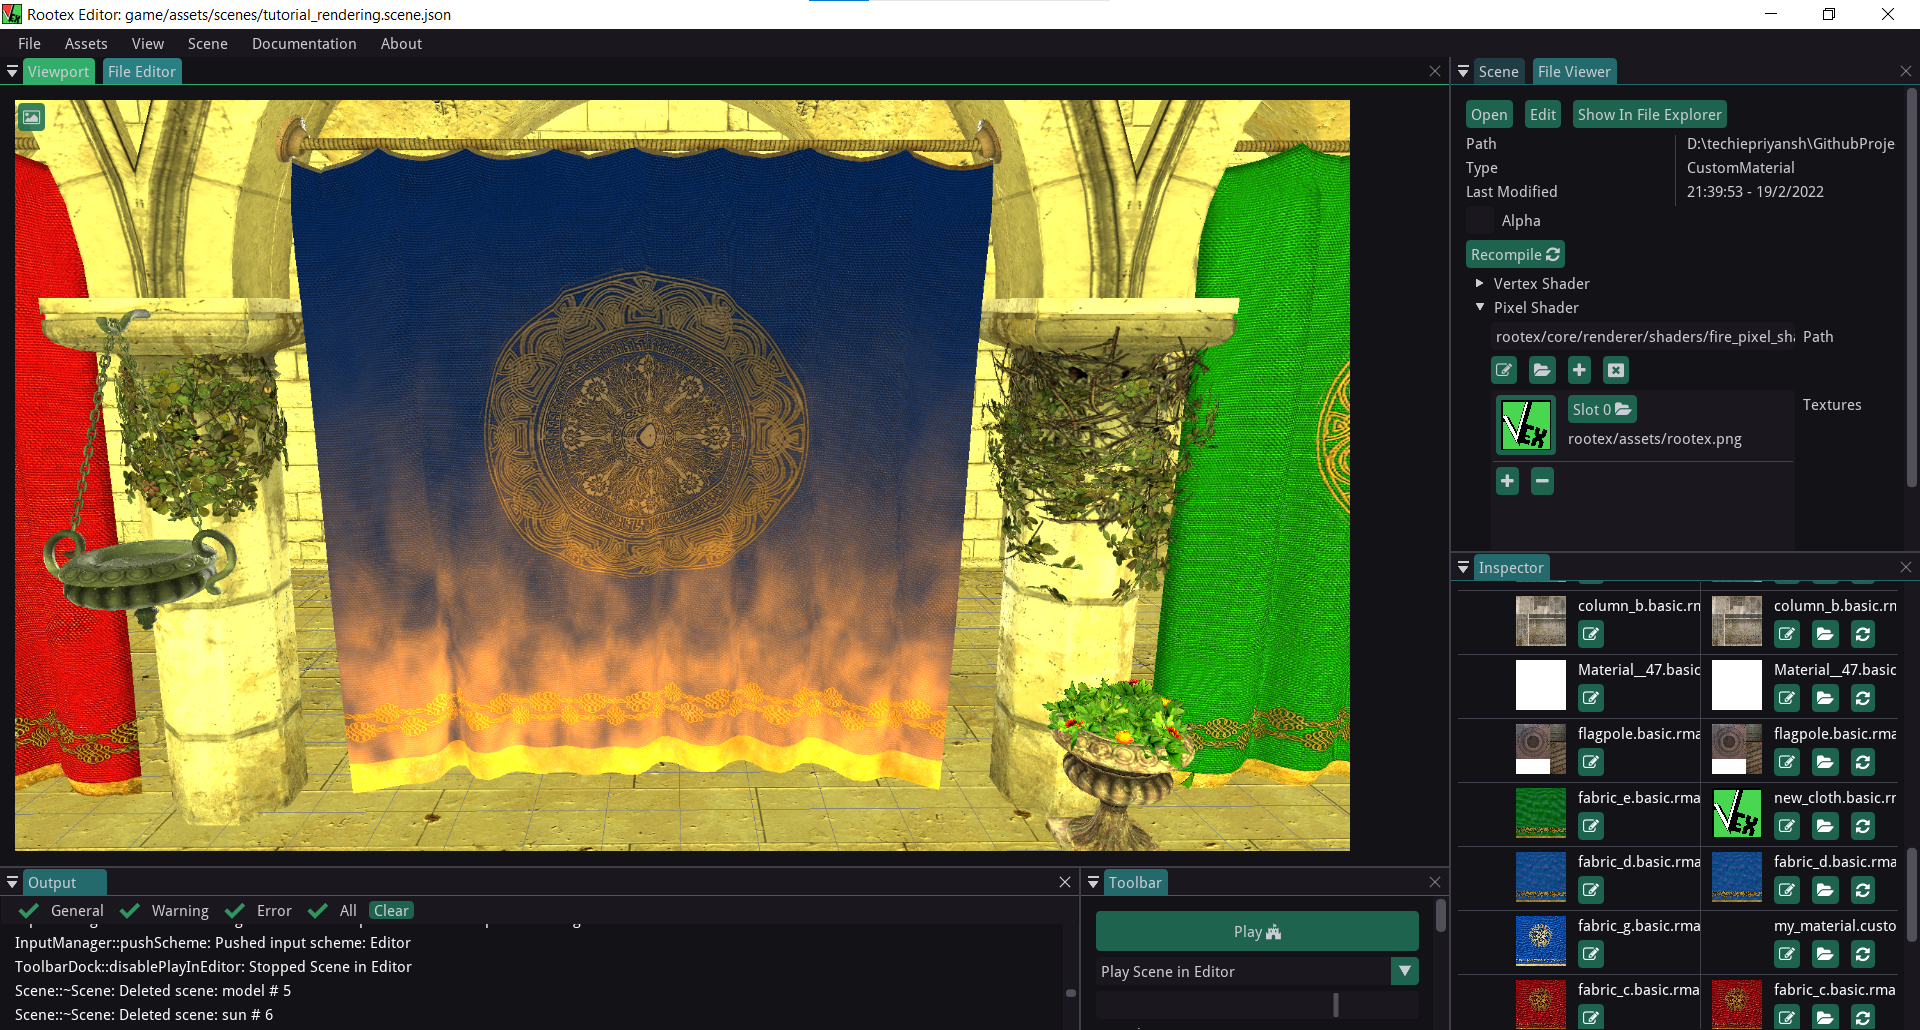 Rootex Editor: game/assets/scenes/tutorial_rendering.scene.json
File Assets View Scene Documentation About
Viewport File Editor
Scene File Viewer
Open Edit Show In File Explorer
Path D:\techiepriyansh\GithubProje
Type CustomMaterial
Last Modified 21:39:53 - 19/2/2022
Alpha
Recompile
Vertex Shader
Pixel Shader
rootex/core/renderer/shaders/fire_pixel_sha Path
Slot 0 Textures
rootex/assets/rootex.png
Inspector
column_b.basic.rn column_b.basic.rn
Material__47.basic Material__47.basic
flagpole.basic.rma flagpole.basic.rma
fabric_e.basic.rma new_cloth.basic.rn
fabric_d.basic.rma fabric_d.basic.rma
fabric_g.basic.rma my_material.custo
fabric_c.basic.rma fabric_c.basic.rma
Output
General Warning Error All Clear
InputManager::pushScheme: Pushed input scheme: Editor
ToolbarDock::disablePlayInEditor: Stopped Scene in Editor
Scene::~Scene: Deleted scene: model # 5
Scene::~Scene: Deleted scene: sun # 6
Toolbar
Play
Play Scene in Editor